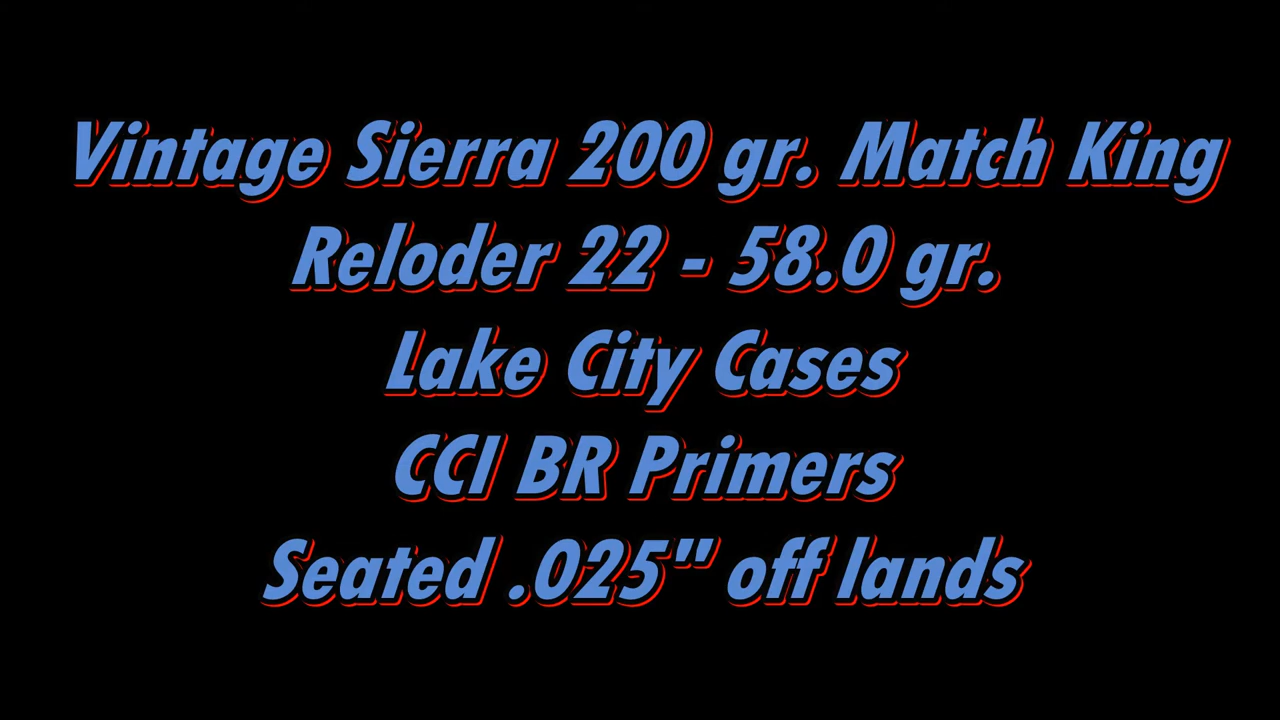 Vintage Sierra 200 gr. Match King
Reloder 22 - 58.0 gr.
Lake City Cases
CCI BR Primers
Seated .025" off lands